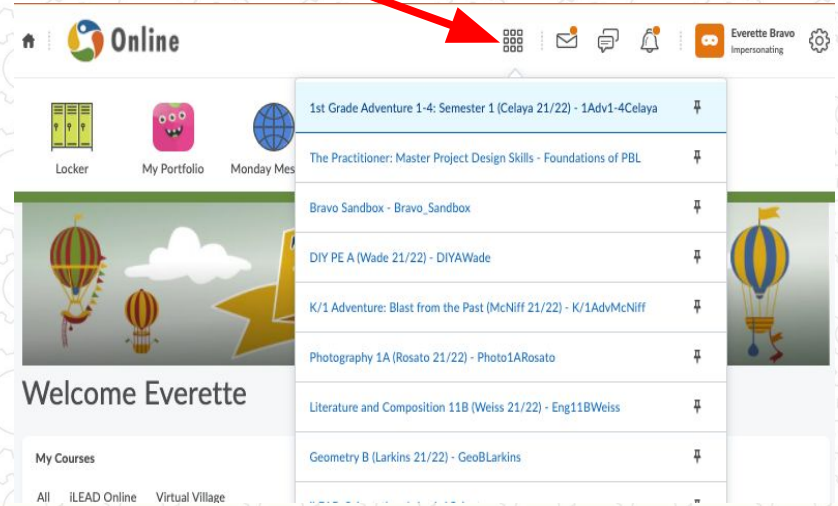 Online
Everette Bravo
Impersonating
1st Grade Adventure 1-4: Semester 1 (Celaya 21/22) - 1Adv1-4Celaya
The Practitioner: Master Project Design Skills - Foundations of PBL
Bravo Sandbox - Bravo_Sandbox
DIY PE A (Wade 21/22) - DIYAWade
K/1 Adventure: Blast from the Past (McNiff 21/22) - K/1AdvMcNiff
Photography 1A (Rosato 21/22) - Photo1ARosato
Literature and Composition 11B (Weiss 21/22) - Eng11BWeiss
Geometry B (Larkins 21/22) - GeoBLarkins
Locker
My Portfolio
Monday Mes
Welcome Everette
My Courses
All iLEAD Online Virtual Village